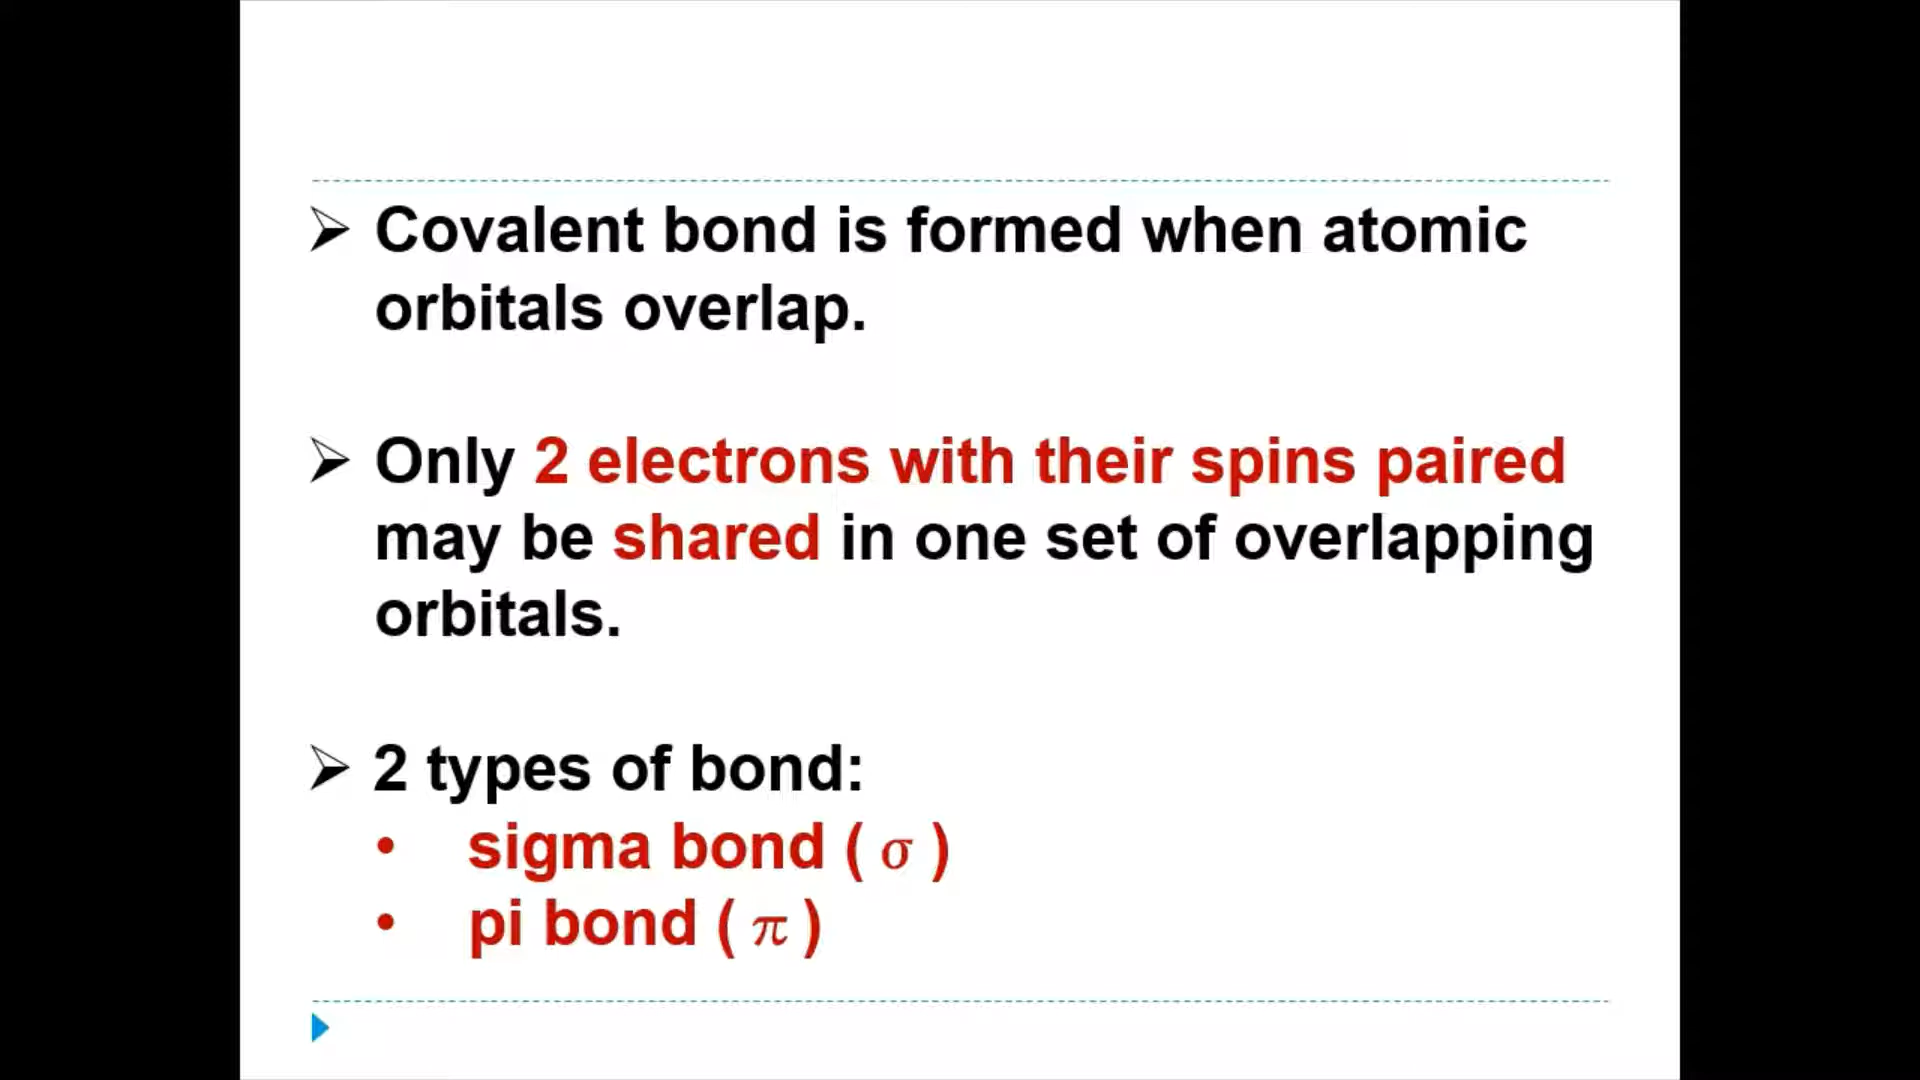 ➢ Covalent bond is formed when atomic
orbitals overlap.
➢ Only 2 electrons with their spins paired
may be shared in one set of overlapping
orbitals.
➢ 2 types of bond:
• sigma bond ( σ )
• pi bond ( π )